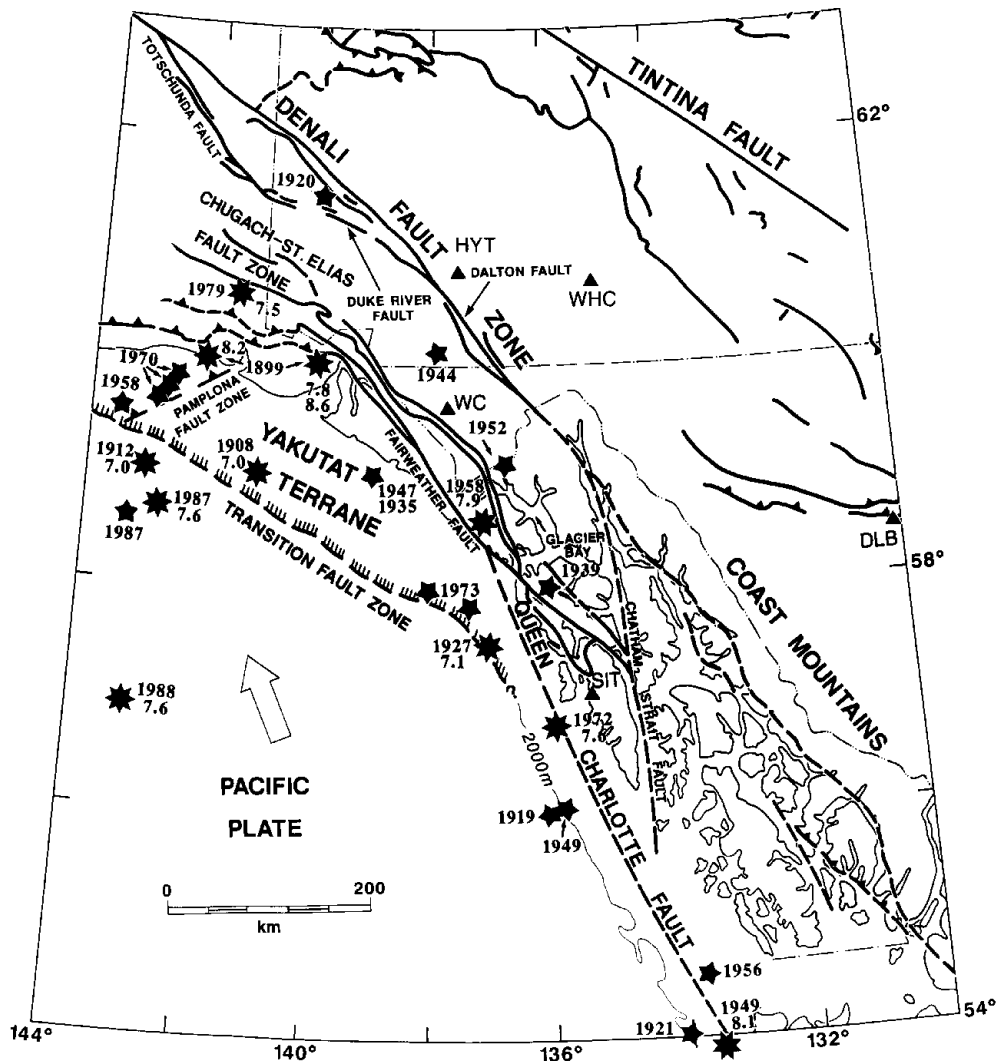 TOTSCHUNDA FAULT
DENALI
FAULT
ZONE
TINTINA FAULT
62°
1920
CHUGACH-ST. ELIAS
FAULT ZONE
HYT
DALTON FAULT
WHC
DUKE RIVER
FAULT
1979
7.5
1970
8.2
1899
7.8
8.6
1944
1958
PAMPLONA
FAULT ZONE
WC
1952
1912
7.0
1908
7.0
YAKUTAT
TERRANE
FAIRWEATHER FAULT
1947
1935
1958
7.9
1987
7.6
1987
TRANSITION FAULT ZONE
GLACIER
BAY
1939
DLB
58°
1973
1927
7.1
QUEEN
CHARLOTTE
FAULT
CHATHAM
STRAIT
FAULT
COAST MOUNTAINS
SIT
1988
7.6
1972
7.6
2000m
PACIFIC
PLATE
1919
1949
0
200
km
1956
1949
8.1
1921
54°
144°
140°
136°
132°